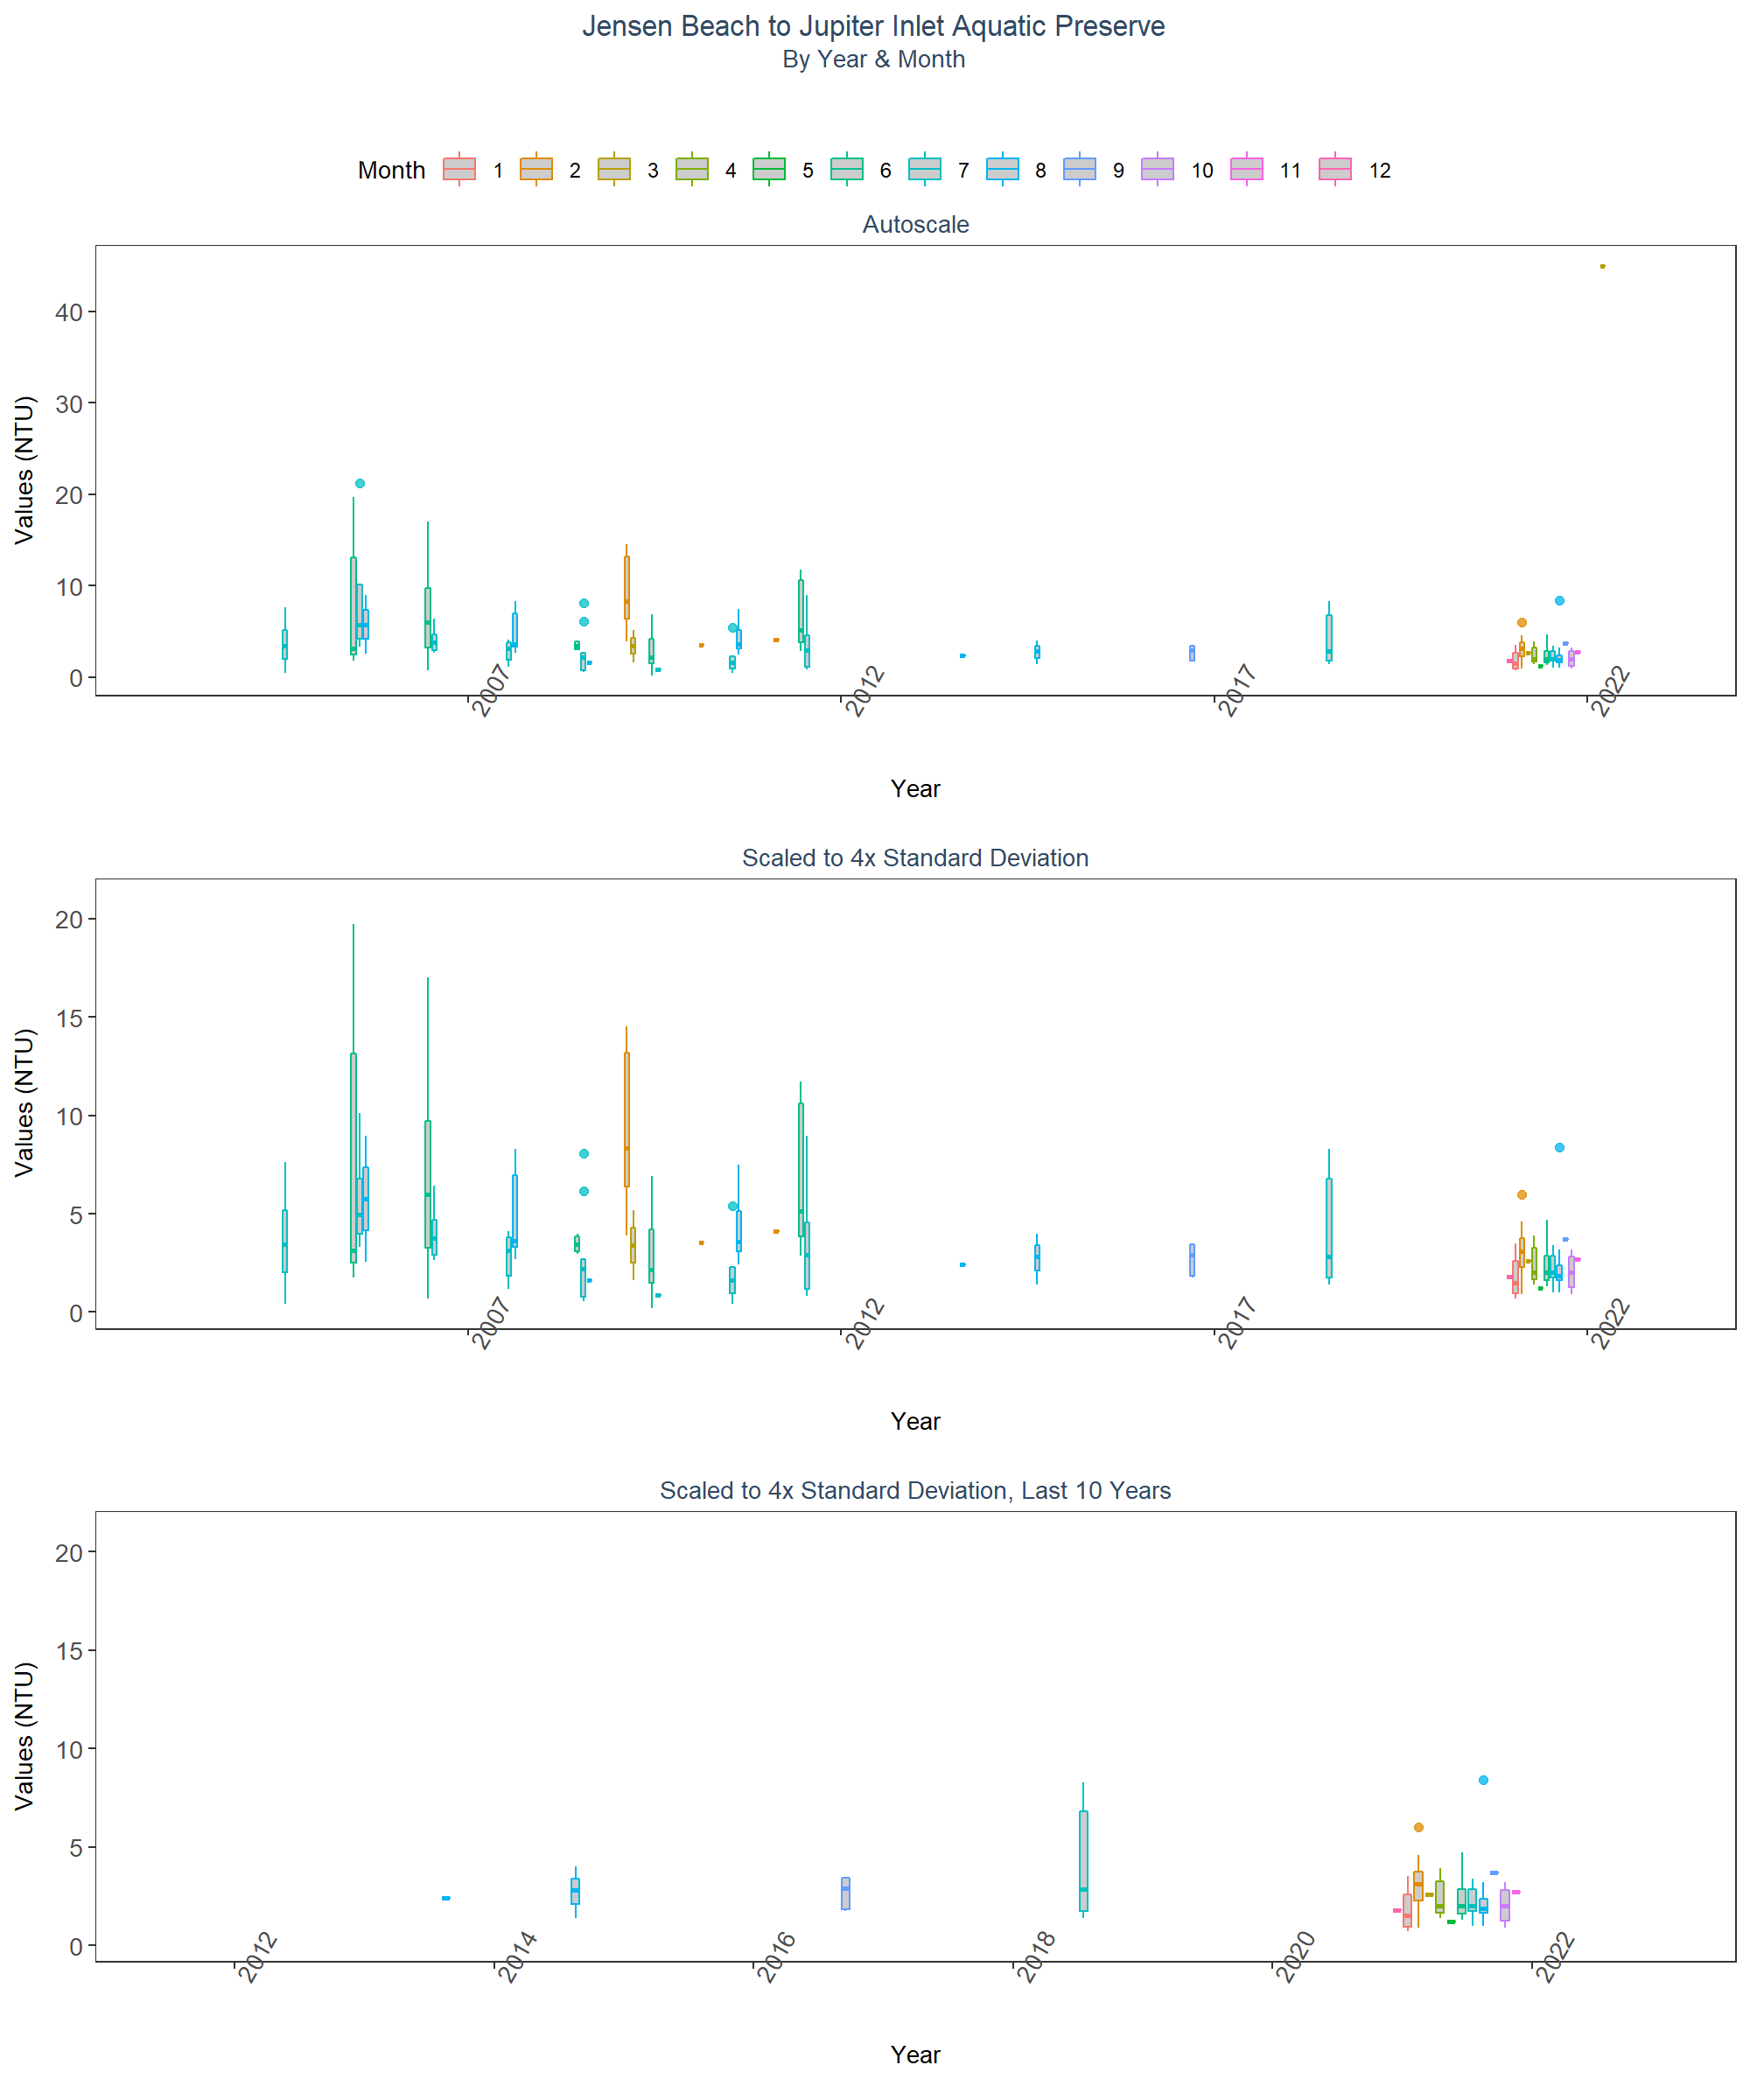 Jensen Beach to Jupiter Inlet Aquatic Preserve
By Year & Month
Month 1 2 3 4 5 6 7 8 9 10 11 12
Autoscale
Values (NTU)
40
30
20
10
0
2007 2012 2017 2022
Year
Scaled to 4x Standard Deviation
Values (NTU)
20
15
10
5
0
2007 2012 2017 2022
Year
Scaled to 4x Standard Deviation, Last 10 Years
Values (NTU)
20
15
10
5
0
2012 2014 2016 2018 2020 2022
Year